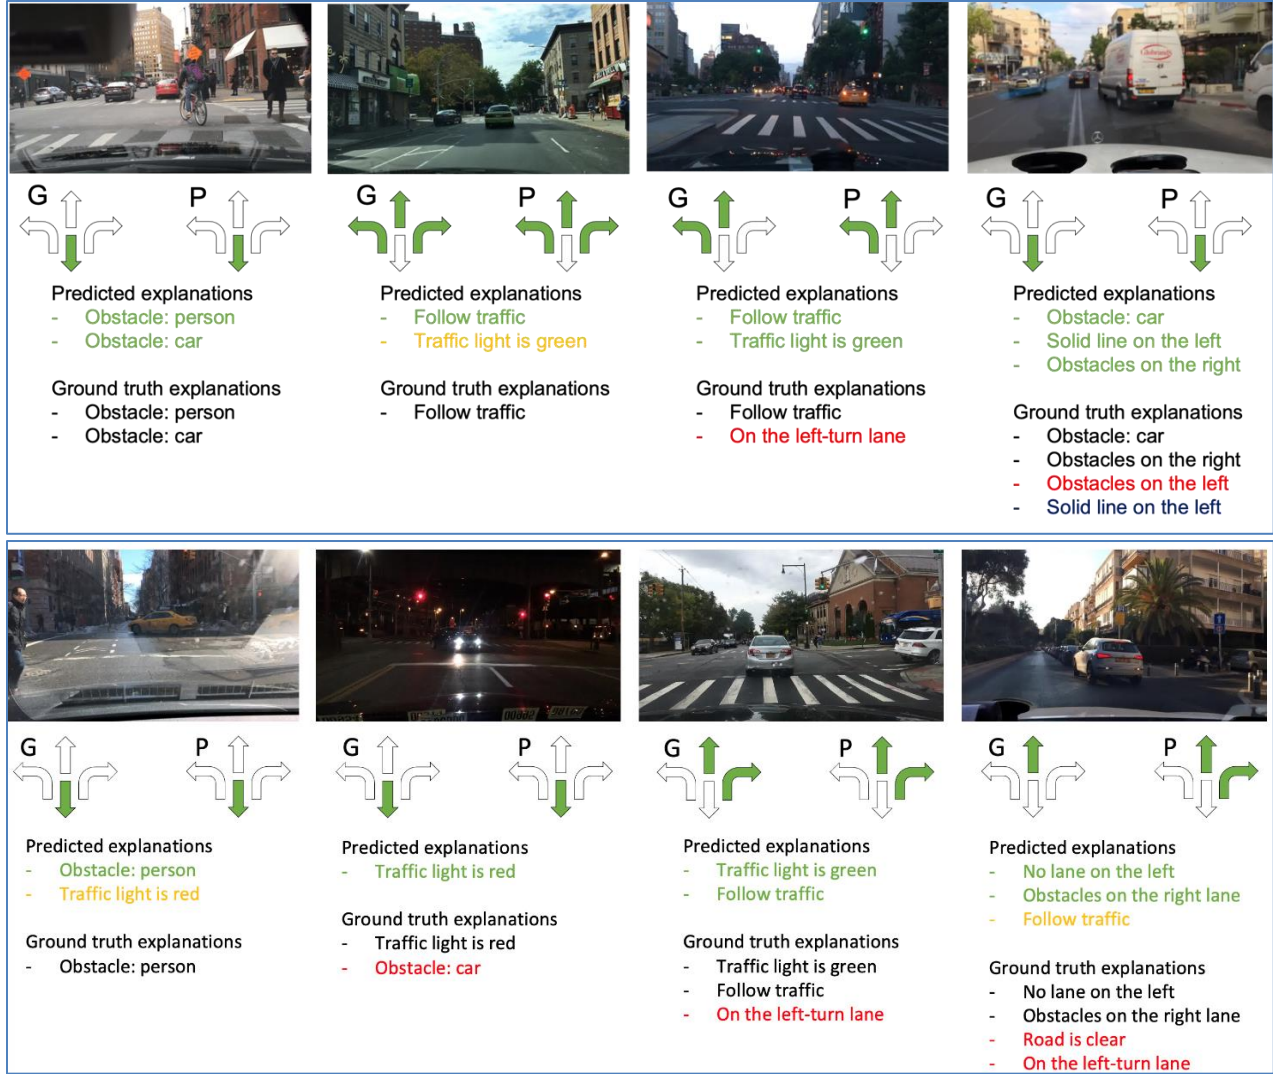 G
P
Predicted explanations
- Obstacle: person
- Obstacle: car
Ground truth explanations
- Obstacle: person
- Obstacle: car
G
P
Predicted explanations
- Follow traffic
- Traffic light is green
Ground truth explanations
- Follow traffic
G
P
Predicted explanations
- Follow traffic
- Traffic light is green
Ground truth explanations
- Follow traffic
- On the left-turn lane
G
P
Predicted explanations
- Obstacle: car
- Solid line on the left
- Obstacles on the right
Ground truth explanations
- Obstacle: car
- Obstacles on the right
- Obstacles on the left
- Solid line on the left
G
P
Predicted explanations
- Obstacle: person
- Traffic light is red
Ground truth explanations
- Obstacle: person
G
P
Predicted explanations
- Traffic light is red
Ground truth explanations
- Traffic light is red
- Obstacle: car
G
P
Predicted explanations
- Traffic light is green
- Follow traffic
Ground truth explanations
- Traffic light is green
- Follow traffic
- On the left-turn lane
G
P
Predicted explanations
- No lane on the left
- Obstacles on the right lane
- Follow traffic
Ground truth explanations
- No lane on the left
- Obstacles on the right lane
- Road is clear
- On the left-turn lane